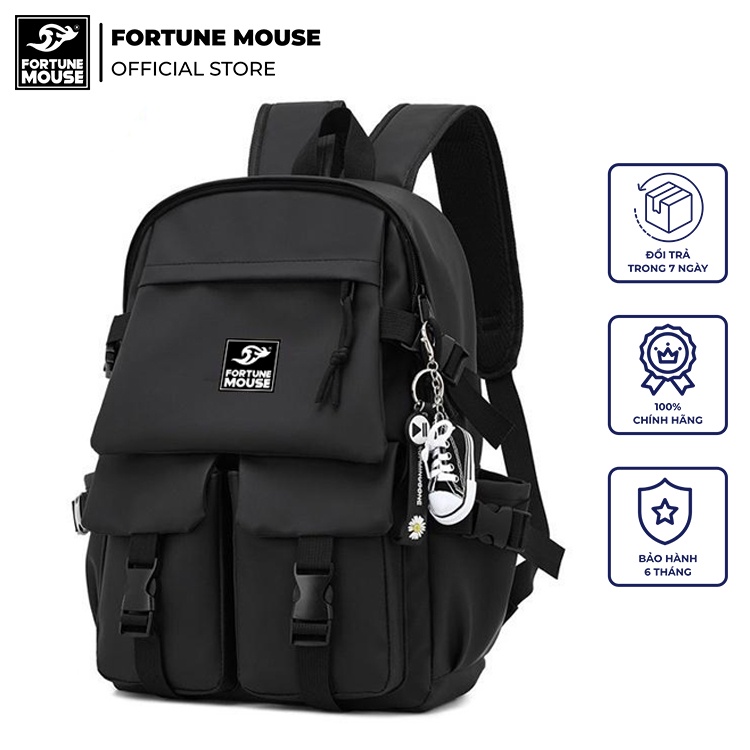 FORTUNE
MOUSE
FORTUNE MOUSE
OFFICIAL STORE
FORTUNE
MOUSE
ĐỔI TRẢ
TRONG 7 NGÀY
100%
CHÍNH HÃNG
BẢO HÀNH
6 THÁNG